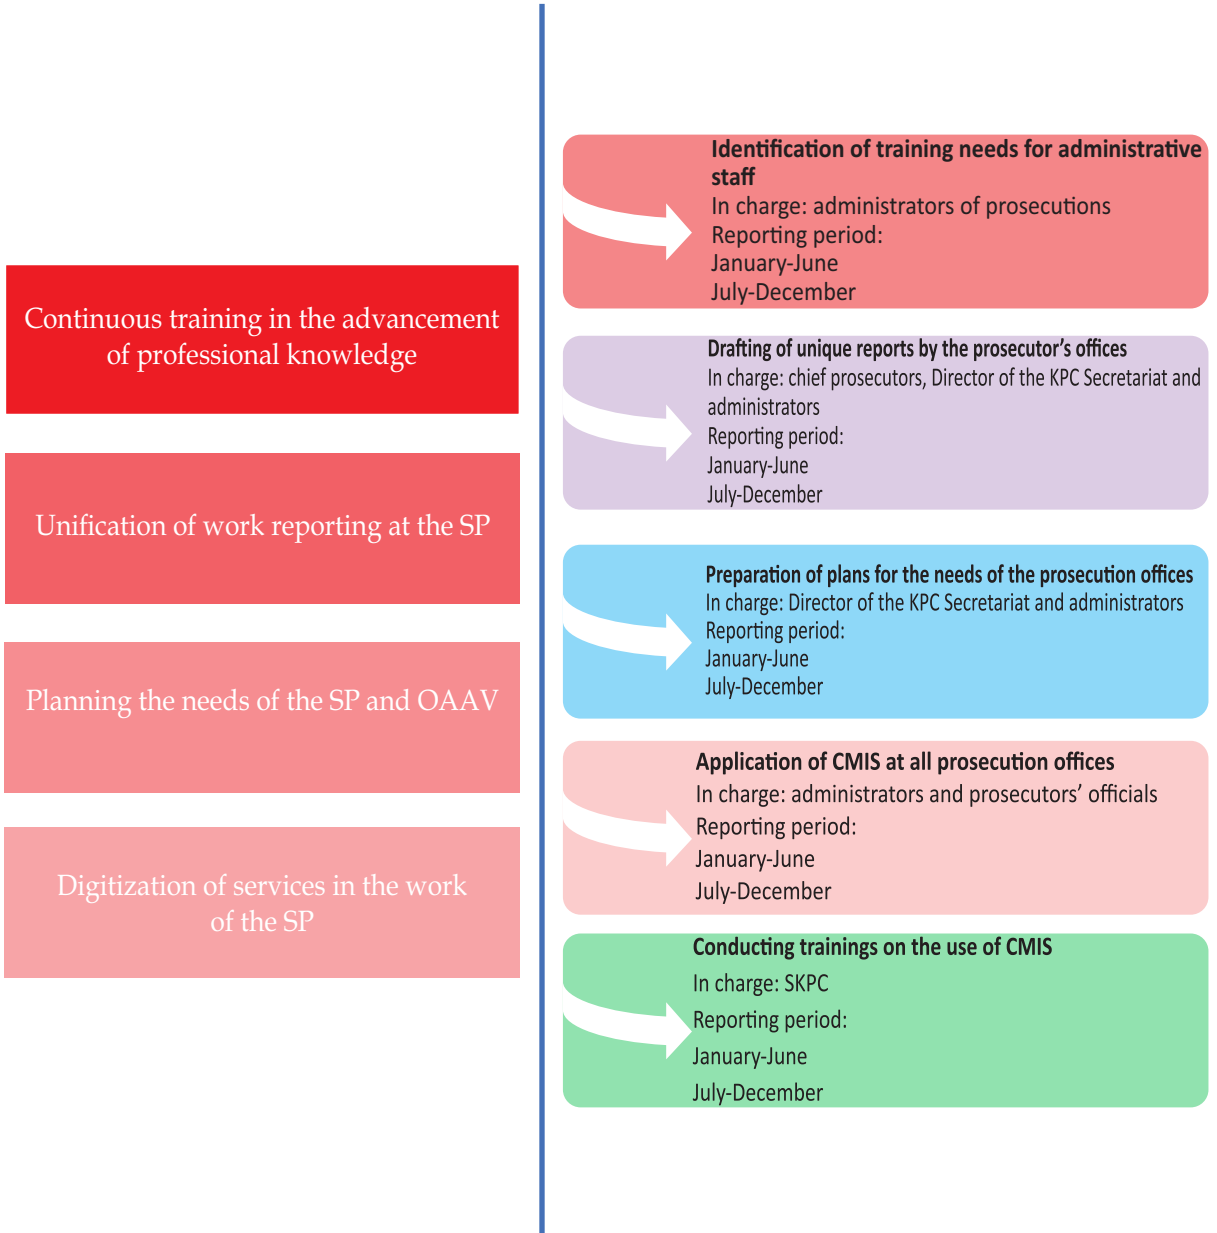 Continuous training in the advancement
of professional knowledge
Unification of work reporting at the SP
Planning the needs of the SP and OAAV
Digitization of services in the work
of the SP
Identification of training needs for administrative
staff
In charge: administrators of prosecutions
Reporting period:
January-June
July-December
Drafting of unique reports by the prosecutor’s offices
In charge: chief prosecutors, Director of the KPC Secretariat and
administrators
Reporting period:
January-June
July-December
Preparation of plans for the needs of the prosecution offices
In charge: Director of the KPC Secretariat and administrators
Reporting period:
January-June
July-December
Application of CMIS at all prosecution offices
In charge: administrators and prosecutors’ officials
Reporting period:
January-June
July-December
Conducting trainings on the use of CMIS
In charge: SKPC
Reporting period:
January-June
July-December